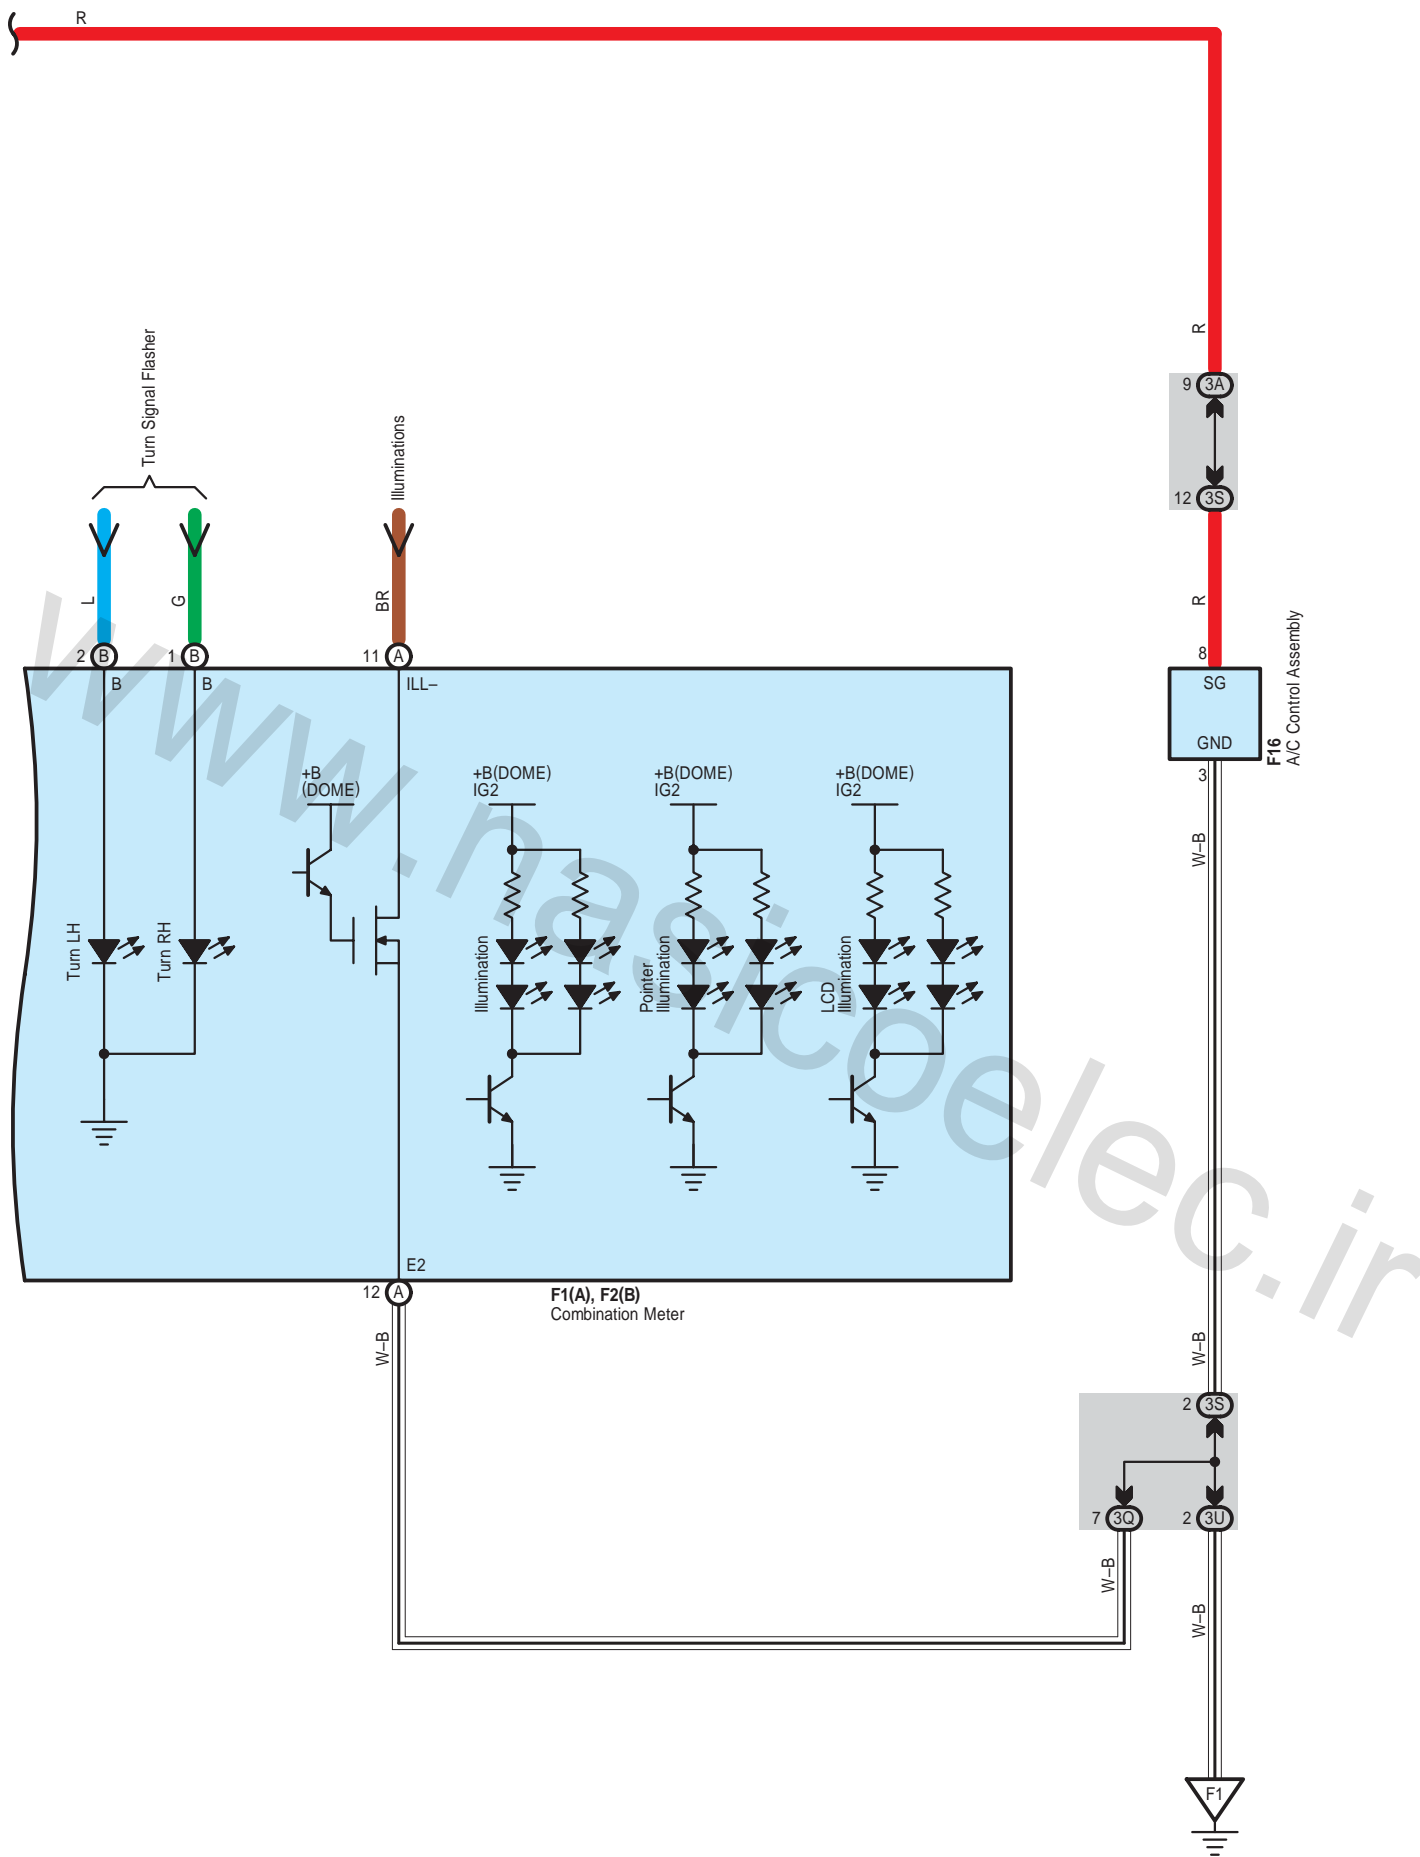 R
Turn Signal Flasher
Illuminations
R
9 3A
12 3S
L
G
BR
R
2 B
1 B
11 A
8
B
B
ILL–
SG
GND
F16
A/C Control Assembly
3
+B
(DOME)
+B(DOME)
IG2
+B(DOME)
IG2
+B(DOME)
IG2
W–B
Turn LH
Turn RH
Illumination
Pointer
Illumination
LCD
Illumination
E2
12 A
F1(A), F2(B)
Combination Meter
W–B
W–B
2 3S
7 3Q
2 3U
W–B
W–B
F1
www.nasicoelec.ir